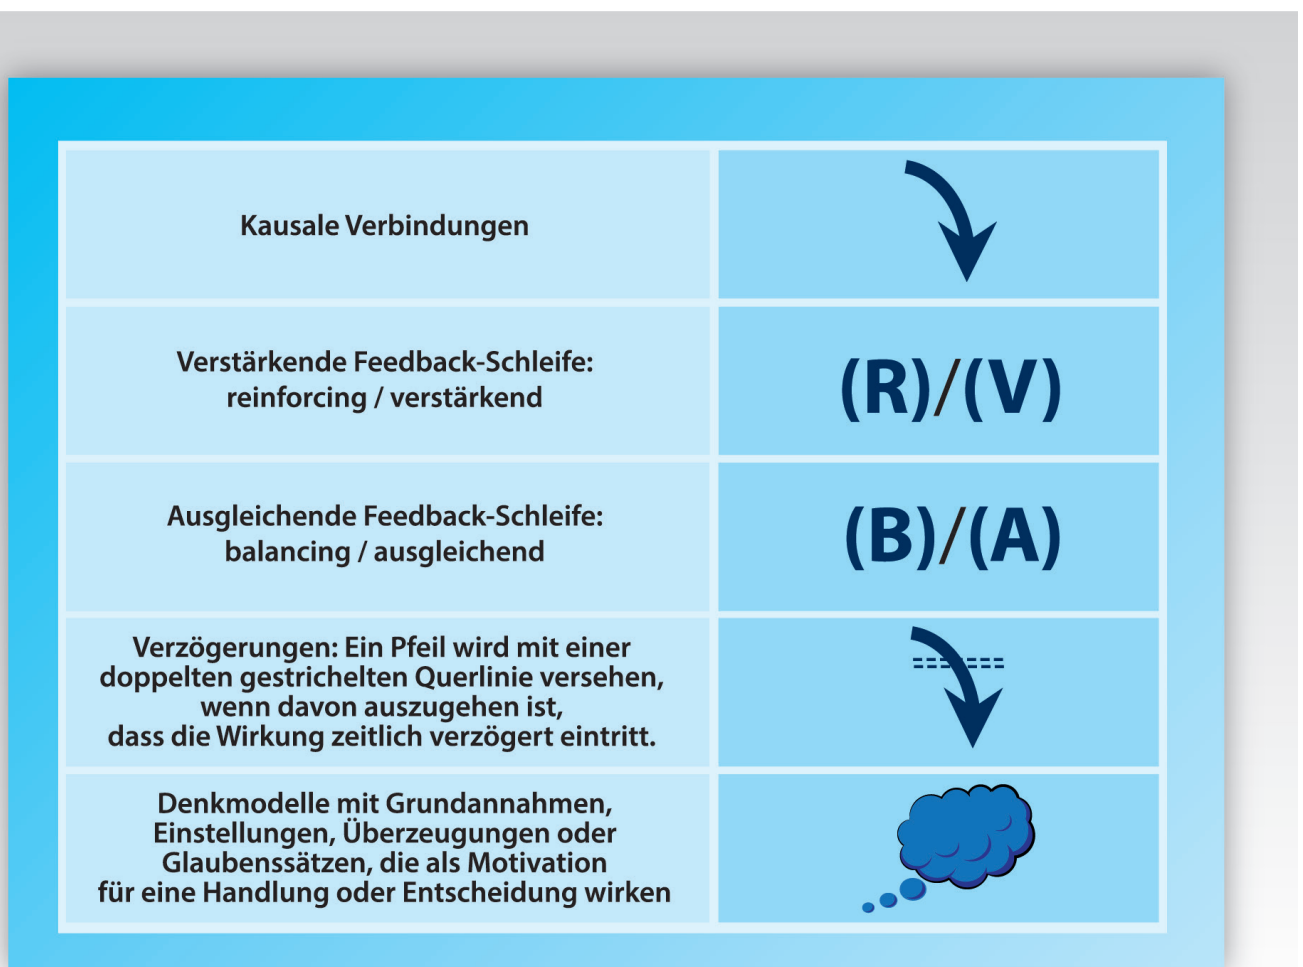 Kausale Verbindungen
Verstärkende Feedback-Schleife:
reinforcing / verstärkend
(R)/(V)
Ausgleichende Feedback-Schleife:
balancing / ausgleichend
(B)/(A)
Verzögerungen: Ein Pfeil wird mit einer
doppelten gestrichelten Querlinie versehen,
wenn davon auszugehen ist,
dass die Wirkung zeitlich verzögert eintritt.
Denkmodelle mit Grundannahmen,
Einstellungen, Überzeugungen oder
Glaubenssätzen, die als Motivation
für eine Handlung oder Entscheidung wirken